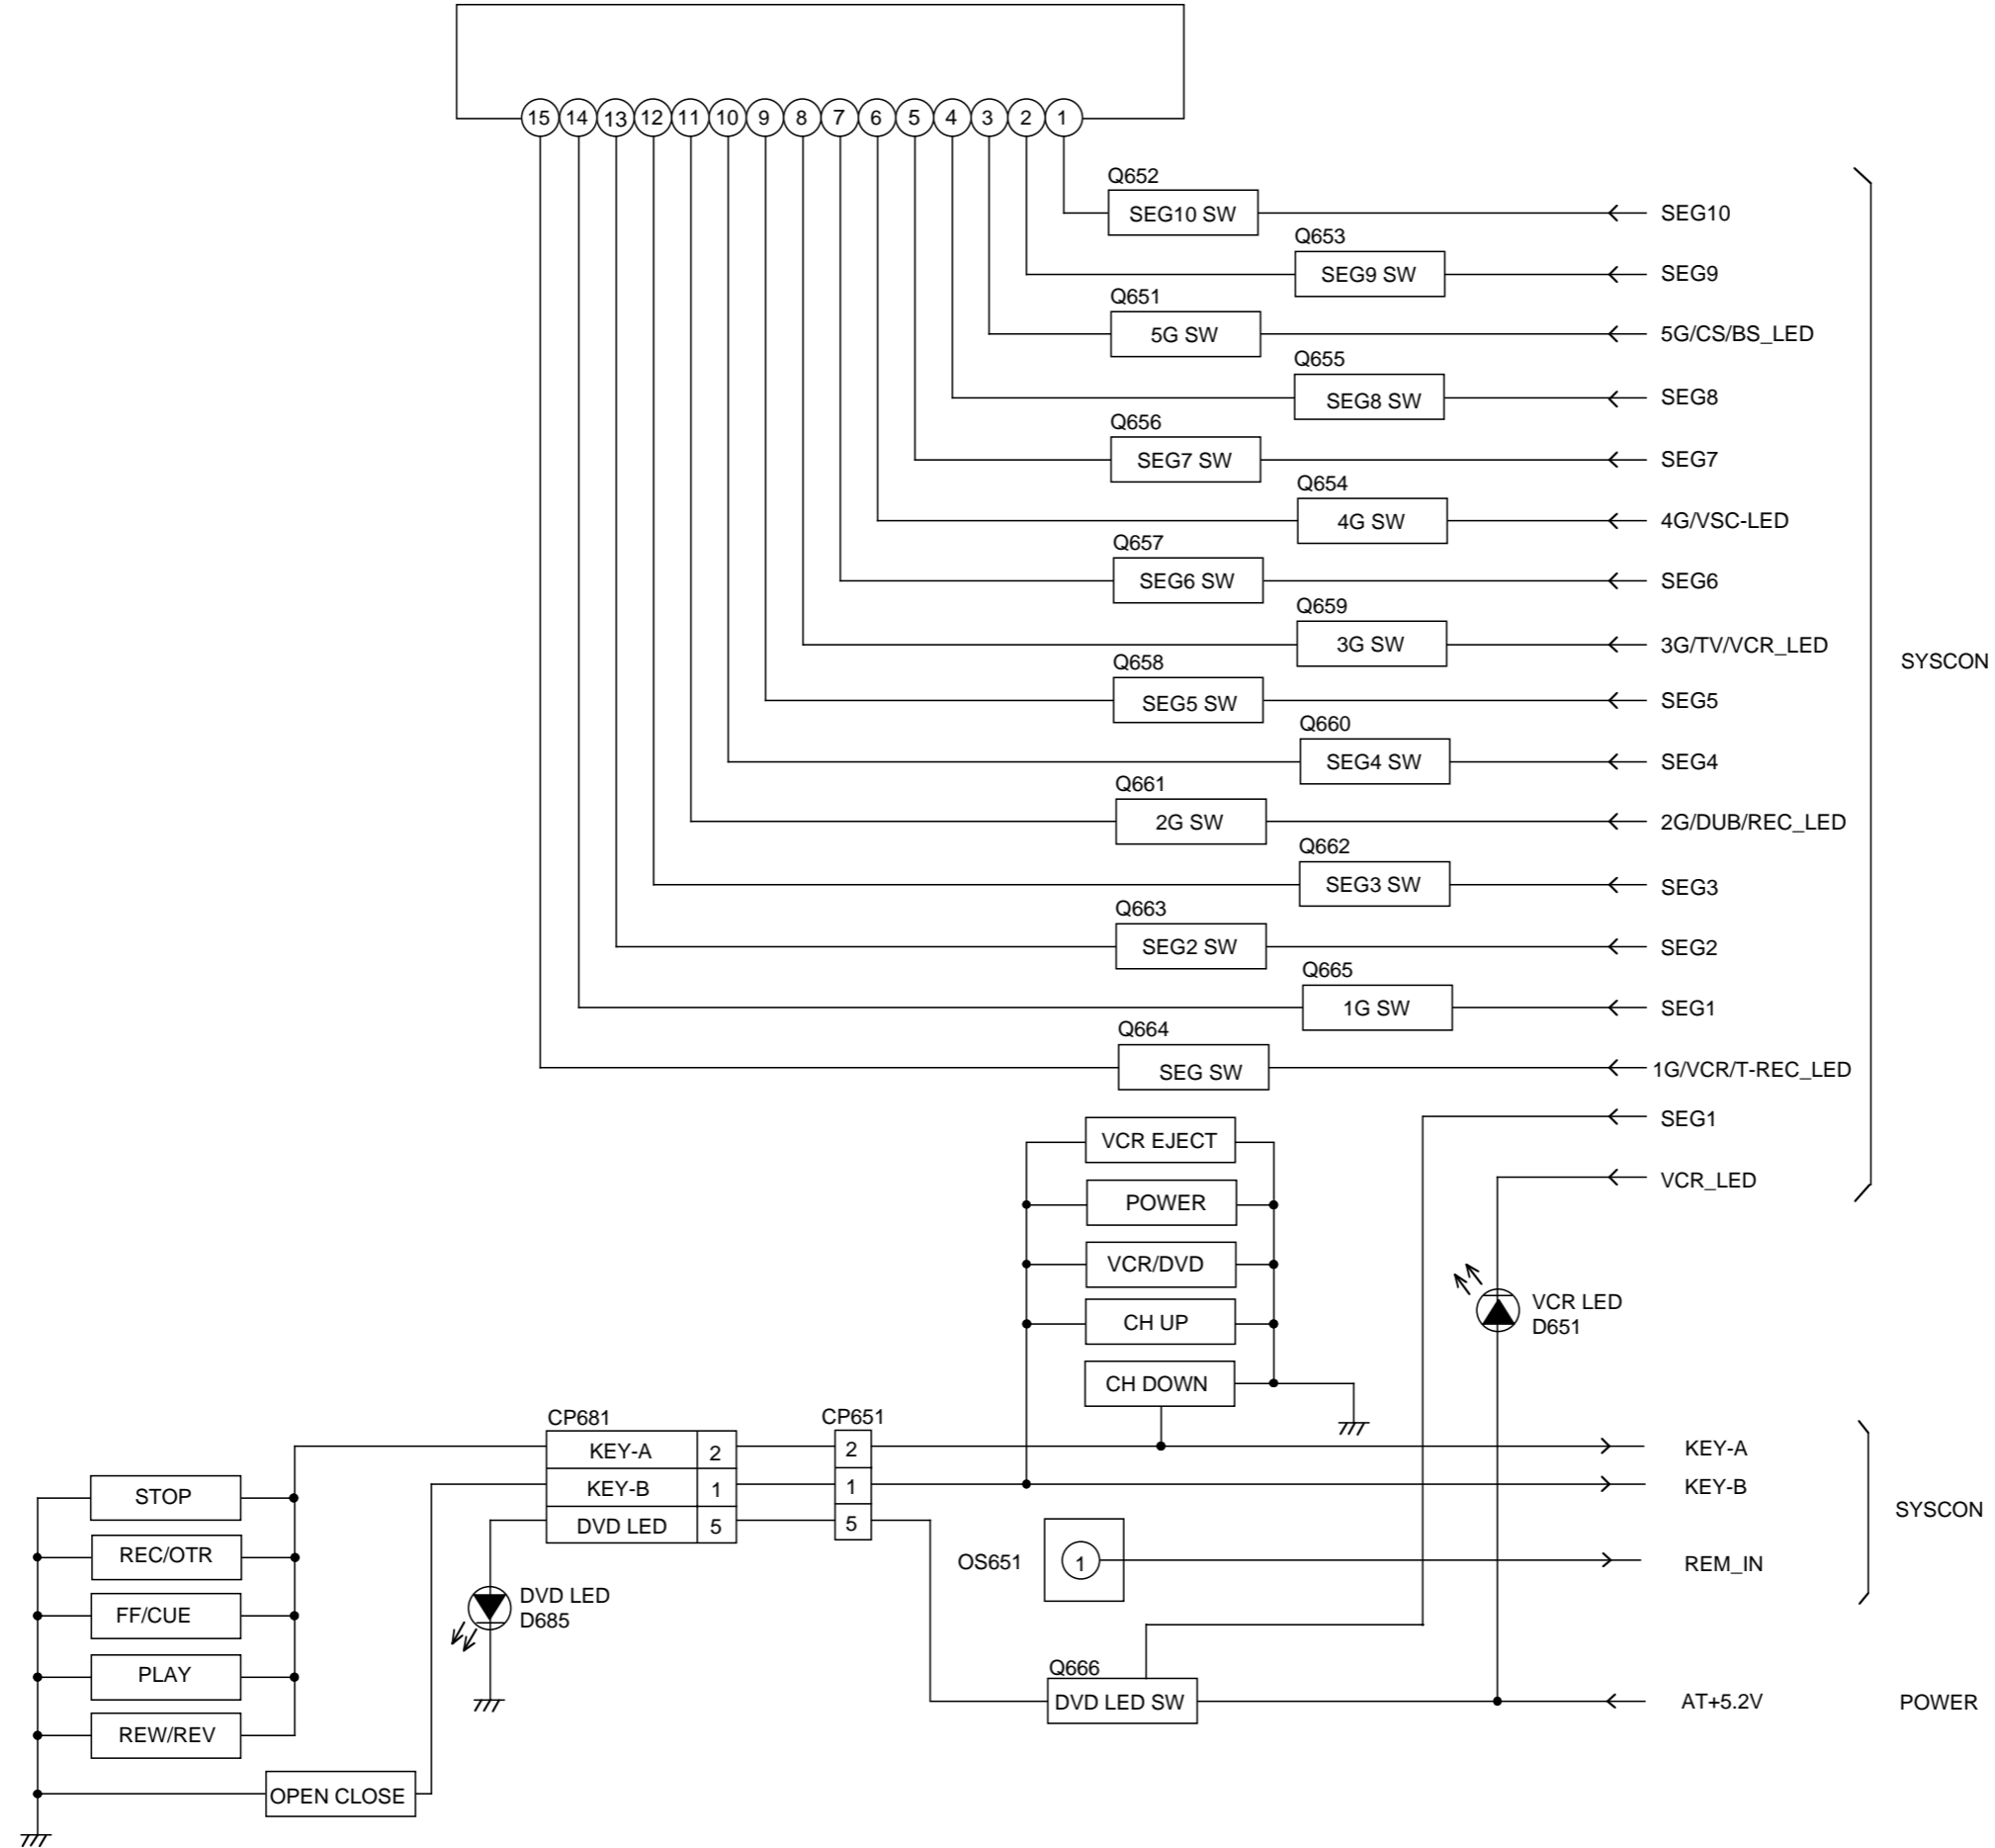 15 14 13 12 11 10 9 8 7 6 5 4 3 2 1
Q652
SEG10 SW
SEG10
Q653
SEG9 SW
SEG9
Q651
5G SW
5G/CS/BS_LED
Q655
SEG8 SW
SEG8
Q656
SEG7 SW
SEG7
Q654
4G SW
4G/VSC-LED
Q657
SEG6 SW
SEG6
Q659
3G SW
3G/TV/VCR_LED
SYSCON
Q658
SEG5 SW
SEG5
Q660
SEG4 SW
SEG4
Q661
2G SW
2G/DUB/REC_LED
Q662
SEG3 SW
SEG3
Q663
SEG2 SW
SEG2
Q665
1G SW
SEG1
Q664
SEG SW
1G/VCR/T-REC_LED
SEG1
VCR EJECT
VCR_LED
POWER
VCR/DVD
CH UP
CH DOWN
VCR LED
D651
CP681
CP651
KEY-A 2
2
KEY-A
KEY-B 1
1
KEY-B
DVD LED 5
5
SYSCON
STOP
REC/OTR
FF/CUE
PLAY
REW/REV
OPEN CLOSE
DVD LED
D685
OS651
1
REM_IN
Q666
DVD LED SW
AT+5.2V
POWER